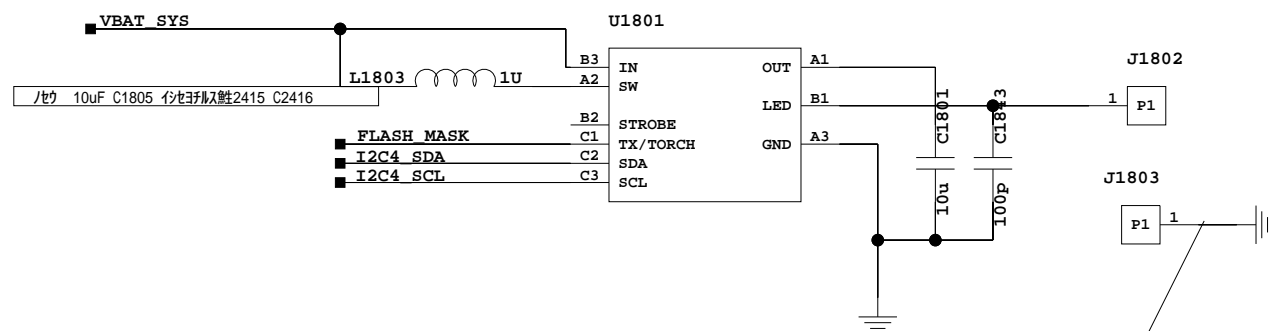 VBAT_SYS
U1801
B3 IN
L1803 1U A2 SW
ﾉｾｳ 10uF C1805 ｲｼｾﾖﾁﾙｽ鮏2415 C2416
B2 STROBE
FLASH_MASK C1 TX/TORCH
I2C4_SDA C2 SDA
I2C4_SCL C3 SCL
OUT A1
LED B1
GND A3
C1801
10u
C1843
100p
J1802
1 P1
J1803
P1 1